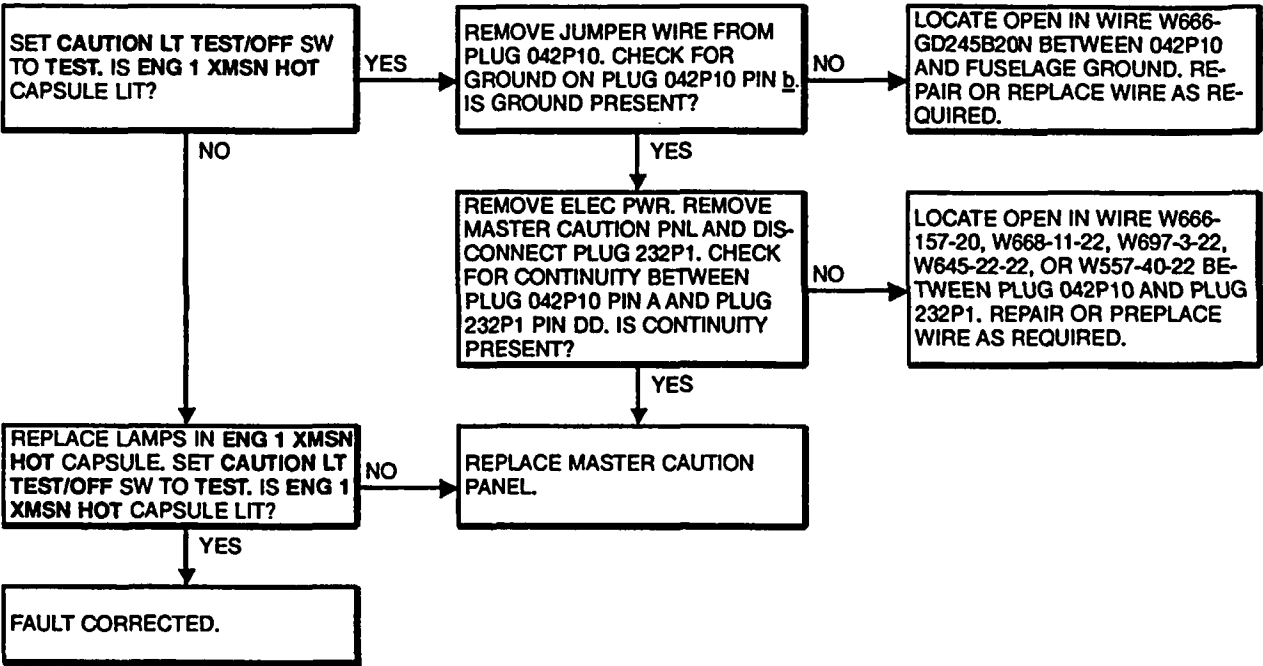 SET CAUTION LT TEST/OFF SW
TO TEST. IS ENG 1 XMSN HOT
CAPSULE LIT?
YES
REMOVE JUMPER WIRE FROM
PLUG 042P10. CHECK FOR
GROUND ON PLUG 042P10 PIN b.
IS GROUND PRESENT?
NO
LOCATE OPEN IN WIRE W666-
GD245B20N BETWEEN 042P10
AND FUSELAGE GROUND. RE-
PAIR OR REPLACE WIRE AS RE-
QUIRED.
NO
YES
REMOVE ELEC PWR. REMOVE
MASTER CAUTION PNL AND DIS-
CONNECT PLUG 232P1. CHECK
FOR CONTINUITY BETWEEN
PLUG 042P10 PIN A AND PLUG
232P1 PIN DD. IS CONTINUITY
PRESENT?
NO
LOCATE OPEN IN WIRE W666-
157-20, W668-11-22, W697-3-22,
W645-22-22, OR W557-40-22 BE-
TWEEN PLUG 042P10 AND PLUG
232P1. REPAIR OR PREPLACE
WIRE AS REQUIRED.
YES
REPLACE LAMPS IN ENG 1 XMSN
HOT CAPSULE. SET CAUTION LT
TEST/OFF SW TO TEST. IS ENG 1
XMSN HOT CAPSULE LIT?
NO
REPLACE MASTER CAUTION
PANEL.
YES
FAULT CORRECTED.